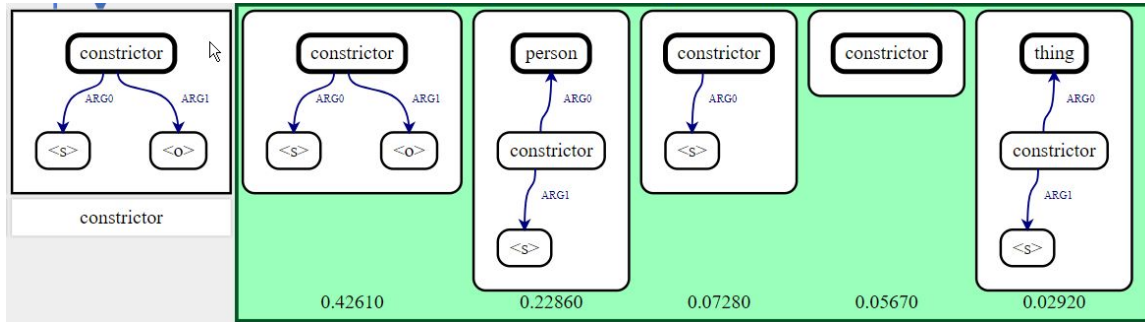 constrictor
ARG0
ARG1
<s>
<o>
constrictor
constrictor
ARG0
ARG1
<s>
<o>
0.42610
person
ARG0
constrictor
ARG1
<s>
0.22860
constrictor
ARG0
<s>
0.07280
constrictor
0.05670
thing
ARG0
constrictor
ARG1
<s>
0.02920